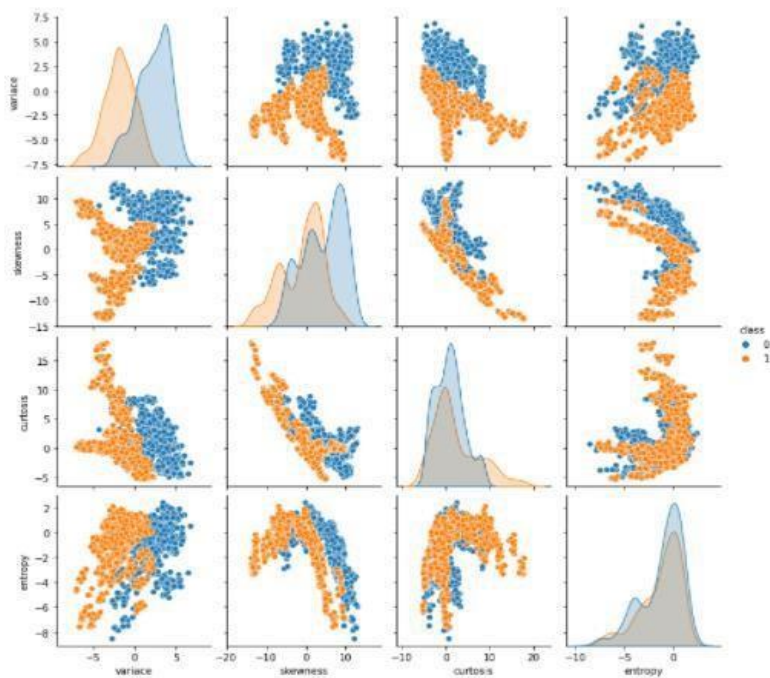 7.5
5.0
2.5
0.0
−2.5
−5.0
−7.5
variace
10
5
0
−5
−10
−15
skewness
class
0
1
15
10
5
0
−5
curtosis
2
0
−2
−4
−6
−8
entropy
−5 0 5
variace
−20 −10 0 10
skewness
−10 0 10 20
curtosis
−10 −5 0
entropy